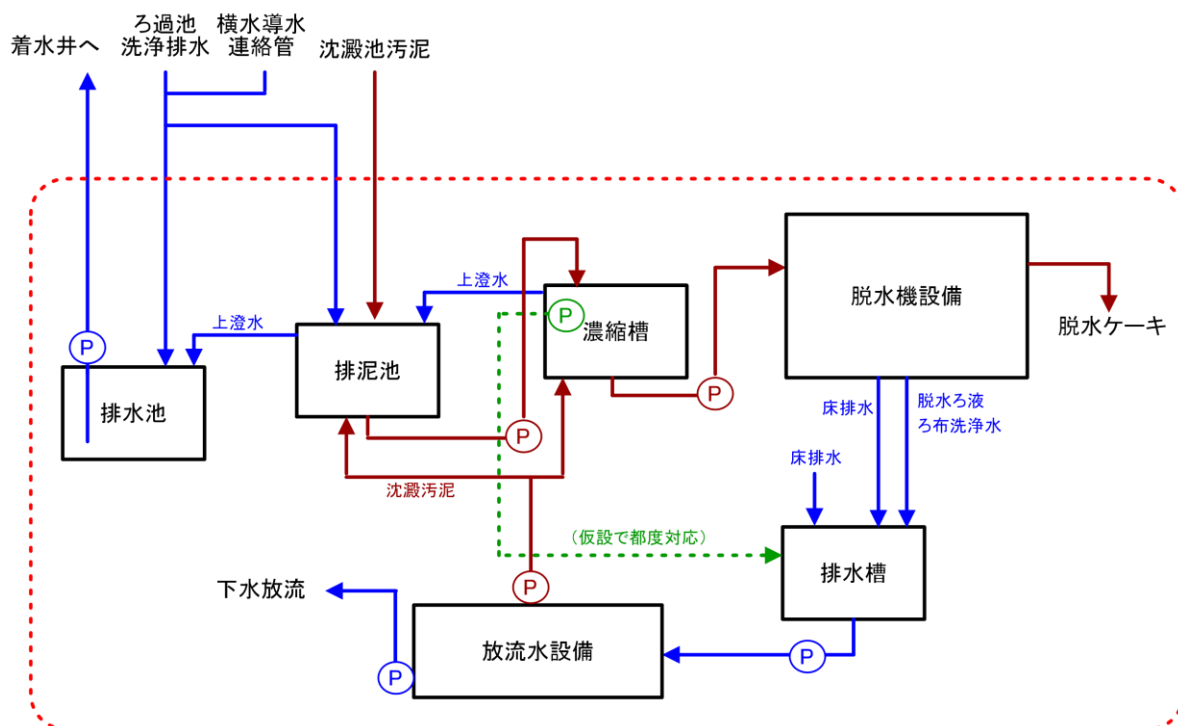 着水井へ
ろ過池
洗浄排水
横水導水
連絡管
沈澱池汚泥
上澄水
上澄水
P
濃縮槽
脱水機設備
脱水ケーキ
P
排泥池
排水池
P
P
床排水
脱水ろ液
ろ布洗浄水
床排水
沈澱汚泥
(仮設で都度対応)
排水槽
下水放流
P
放流水設備
P
P